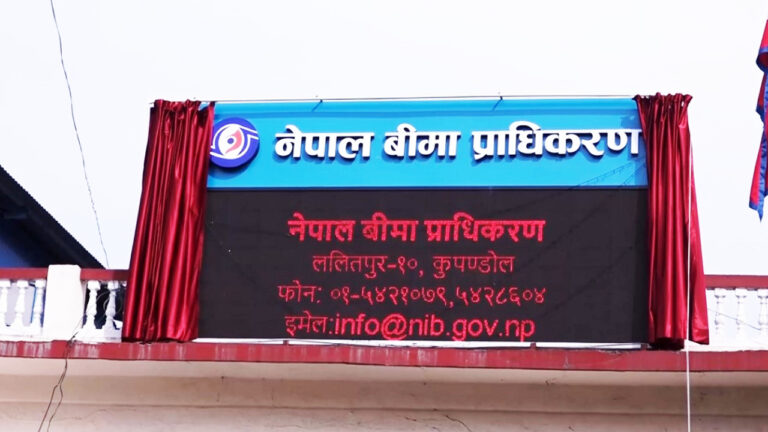 नेपाल बीमा प्राधिकरण
नेपाल बीमा प्राधिकरण
ललितपुर-१०, कुपण्डोल
फोन: ०१-५४२१०७९,५४२८६०४
इमेल:info@nib.gov.np